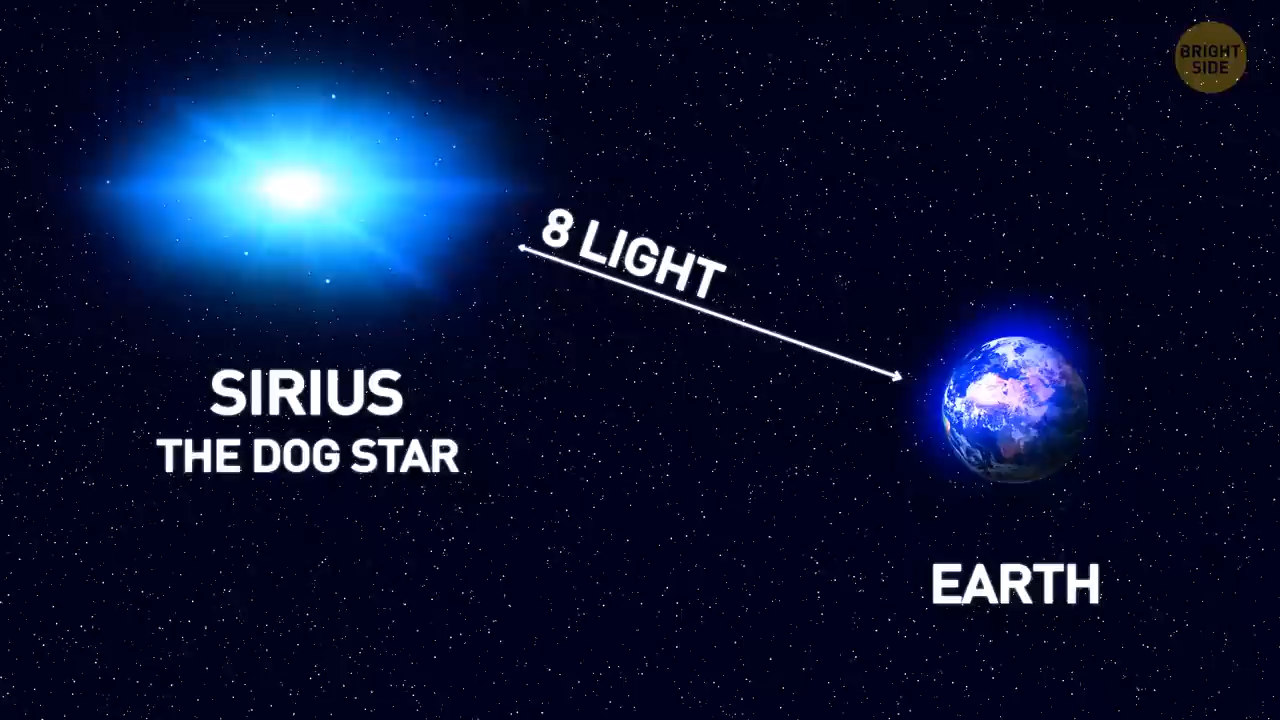 BRIGHT
SIDE
8 LIGHT
SIRIUS
THE DOG STAR
EARTH